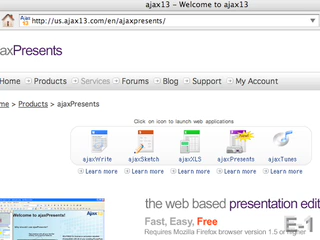 ajax13 – Welcome to ajax13
http://us.ajax13.com/en/ajaxpresents/
jaxPresents
Home Products Services Forums Blog Support My Account
me > Products > ajaxPresents
Click on icon to launch web applications
ajaxWrite ajaxSketch ajaxXLS ajaxPresents ajaxTunes
Learn more Learn more Learn more Learn more Learn more
Welcome to ajaxPresents!
Ajax13
the web based presentation edit
Fast, Easy, Free
Requires Mozilla Firefox browser version 1.5 or higher
E-1